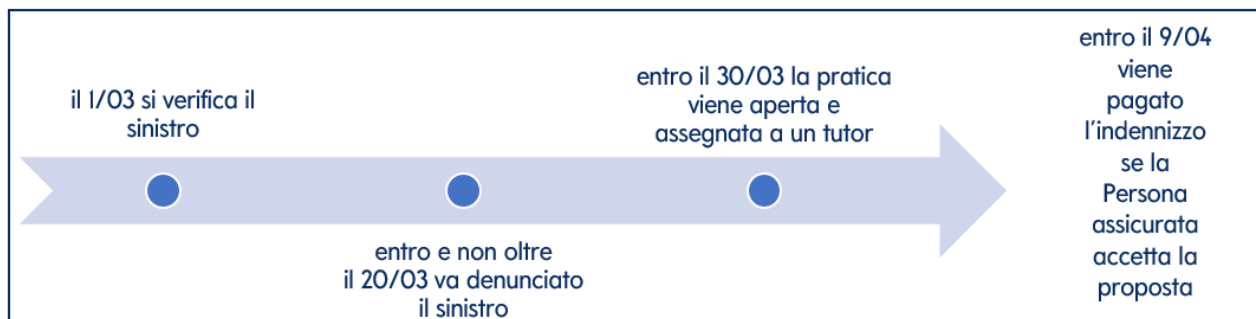 il 1/03 si verifica il
sinistro
entro e non oltre
il 20/03 va denunciato
il sinistro
entro il 30/03 la pratica
viene aperta e
assegnata a un tutor
entro il 9/04
viene
pagato
l'indennizzo
se la
Persona
assicurata
accetta la
proposta